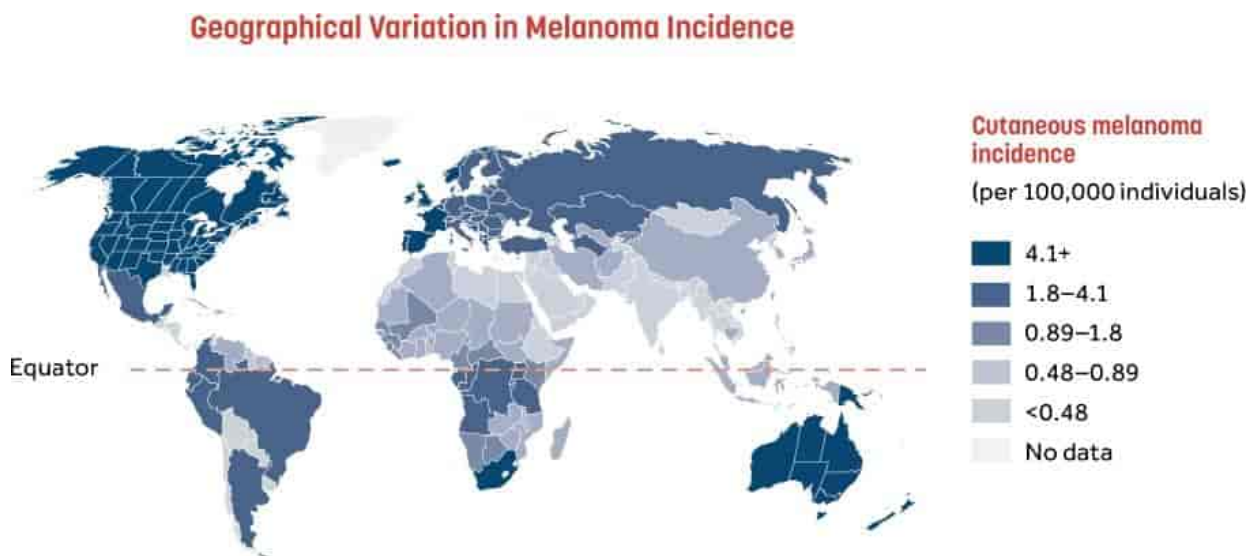 Geographical Variation in Melanoma Incidence
Cutaneous melanoma
incidence
(per 100,000 individuals)
4.1+
1.8–4.1
0.89–1.8
0.48–0.89
<0.48
No data
Equator